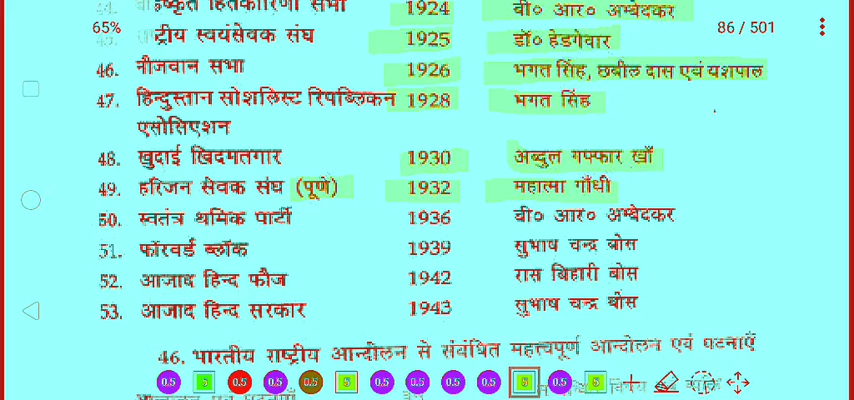 44. बहिष्कृत हितकारिणी सभा 1924 बी० आर० अम्बेदकर
65% 86 / 501
ट्रीय स्वयंसेवक संघ 1925 डॉ० हेडगेवार
46. नौजवान सभा 1926 भगत सिंह, छबील दास एवं यशपाल
47. हिन्दुस्तान सोशलिस्ट रिपब्लिकन 1928 भगत सिंह
एसोसिएशन
48. खुदाई खिदमतगार 1930 अब्दुल गफ्फार खाँ
49. हरिजन सेवक संघ (पूणे) 1932 महात्मा गाँधी
50. स्वतंत्र श्रमिक पार्टी 1936 बी० आर० अम्बेदकर
51. फॉरवर्ड ब्लॉक 1939 सुभाष चन्द्र बोस
52. आजाद हिन्द फौज 1942 रास बिहारी बोस
53. आजाद हिन्द सरकार 1943 सुभाष चन्द्र बोस
46. भारतीय राष्ट्रीय आन्दोलन से संबंधित महत्त्वपूर्ण आन्दोलन एवं घटनाएँ
0.5 5 0.5 0.5 0.5 5 0.5 0.5 0.5 0.5 5 0.5 5